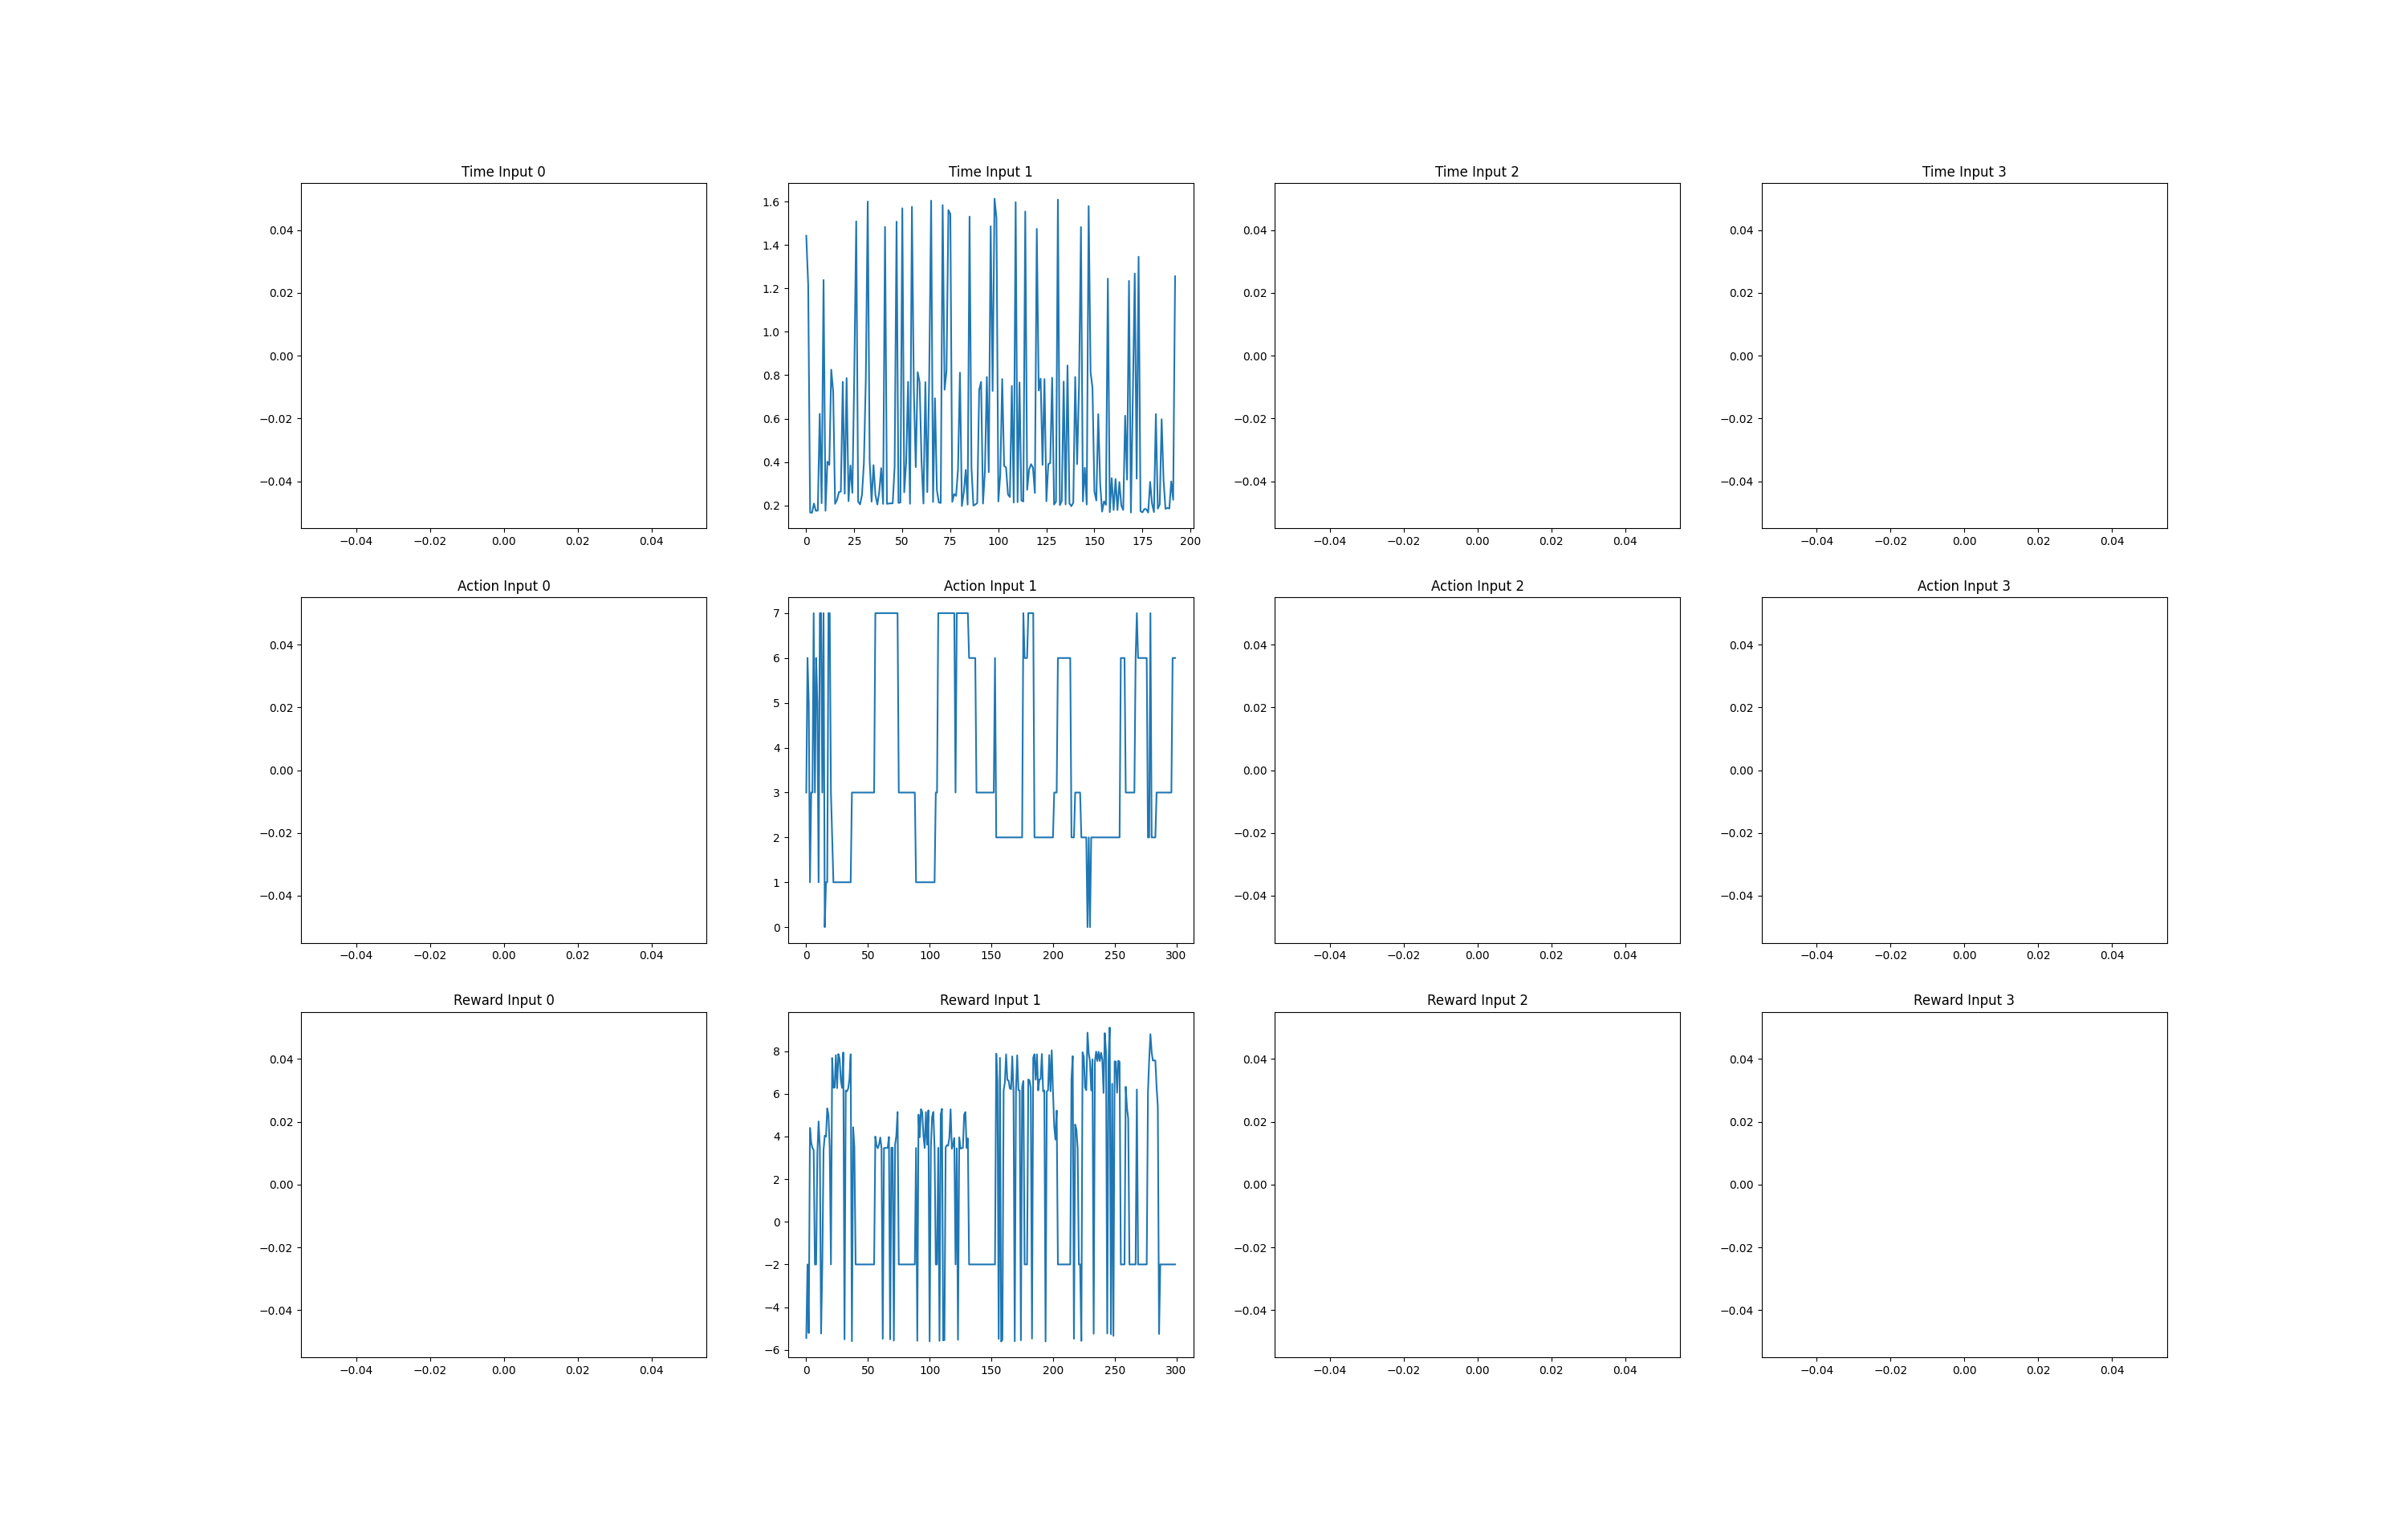 Time Input 0 Time Input 1 Time Input 2 Time Input 3
0.04 1.6 0.04 0.04
1.4
0.02 1.2 0.02 0.02
1.0
0.00 0.00 0.00
0.8
−0.02 0.6 −0.02 −0.02
0.4
−0.04 −0.04 −0.04
0.2
−0.04 −0.02 0.00 0.02 0.04 0 25 50 75 100 125 150 175 200 −0.04 −0.02 0.00 0.02 0.04 −0.04 −0.02 0.00 0.02 0.04
Action Input 0 Action Input 1 Action Input 2 Action Input 3
7
0.04 6 0.04 0.04
0.02 5 0.02 0.02
4
0.00 0.00 0.00
3
−0.02 2 −0.02 −0.02
−0.04 1 −0.04 −0.04
0
−0.04 −0.02 0.00 0.02 0.04 0 50 100 150 200 250 300 −0.04 −0.02 0.00 0.02 0.04 −0.04 −0.02 0.00 0.02 0.04
Reward Input 0 Reward Input 1 Reward Input 2 Reward Input 3
0.04 8 0.04 0.04
6
0.02 4 0.02 0.02
2
0.00 0 0.00 0.00
−0.02 −2 −0.02 −0.02
−0.04 −4 −0.04 −0.04
−6
−0.04 −0.02 0.00 0.02 0.04 0 50 100 150 200 250 300 −0.04 −0.02 0.00 0.02 0.04 −0.04 −0.02 0.00 0.02 0.04